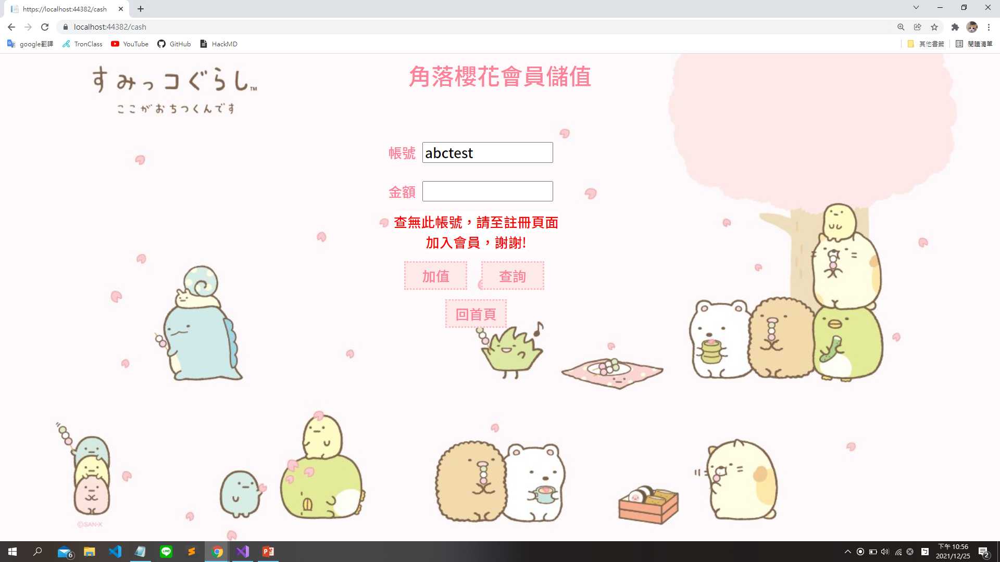 https://localhost:44382/cash
localhost:44382/cash
google翻譯
TronClass
YouTube
GitHub
HackMD
其他書籤
閱讀清單
すみっコぐらし™
ここがおちつくんです
角落櫻花會員儲值
帳號 abctest
金額
查無此帳號，請至註冊頁面
加入會員，謝謝!
加值
查詢
回首頁
©SAN-X
6
LINE
下午 10:56
2021/12/25
2